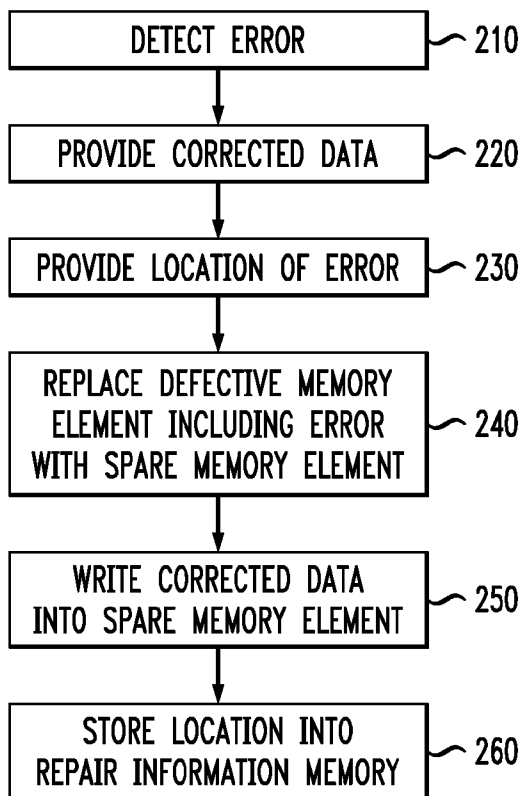 DETECT ERROR
210
PROVIDE CORRECTED DATA
220
PROVIDE LOCATION OF ERROR
230
REPLACE DEFECTIVE MEMORY
ELEMENT INCLUDING ERROR
WITH SPARE MEMORY ELEMENT
240
WRITE CORRECTED DATA
INTO SPARE MEMORY ELEMENT
250
STORE LOCATION INTO
REPAIR INFORMATION MEMORY
260